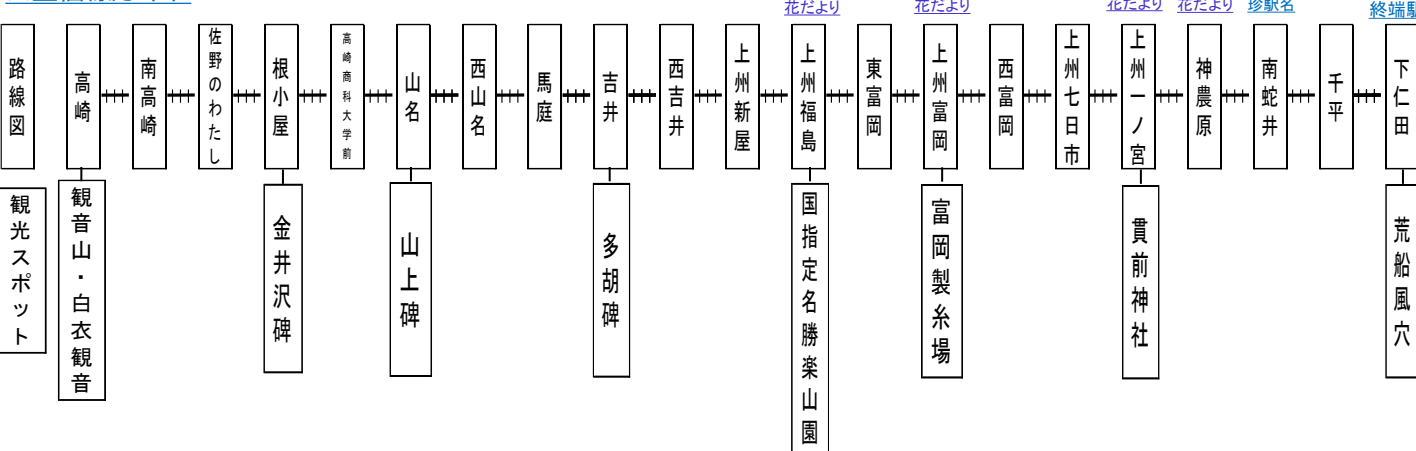 花だより
花だより
花だより
花だより
珍駅名
路線図
高崎
南高崎
佐野のわたし
根小屋
高崎商科大学前
山名
西山名
馬庭
吉井
西吉井
上州新屋
上州福島
東富岡
上州富岡
西富岡
上州七日市
上州一ノ宮
神農原
南蛇井
千平
下仁田
観光スポット
観音山・白衣観音
金井沢碑
山上碑
多胡碑
国指定名勝楽山園
富岡製糸場
貫前神社
荒船風穴